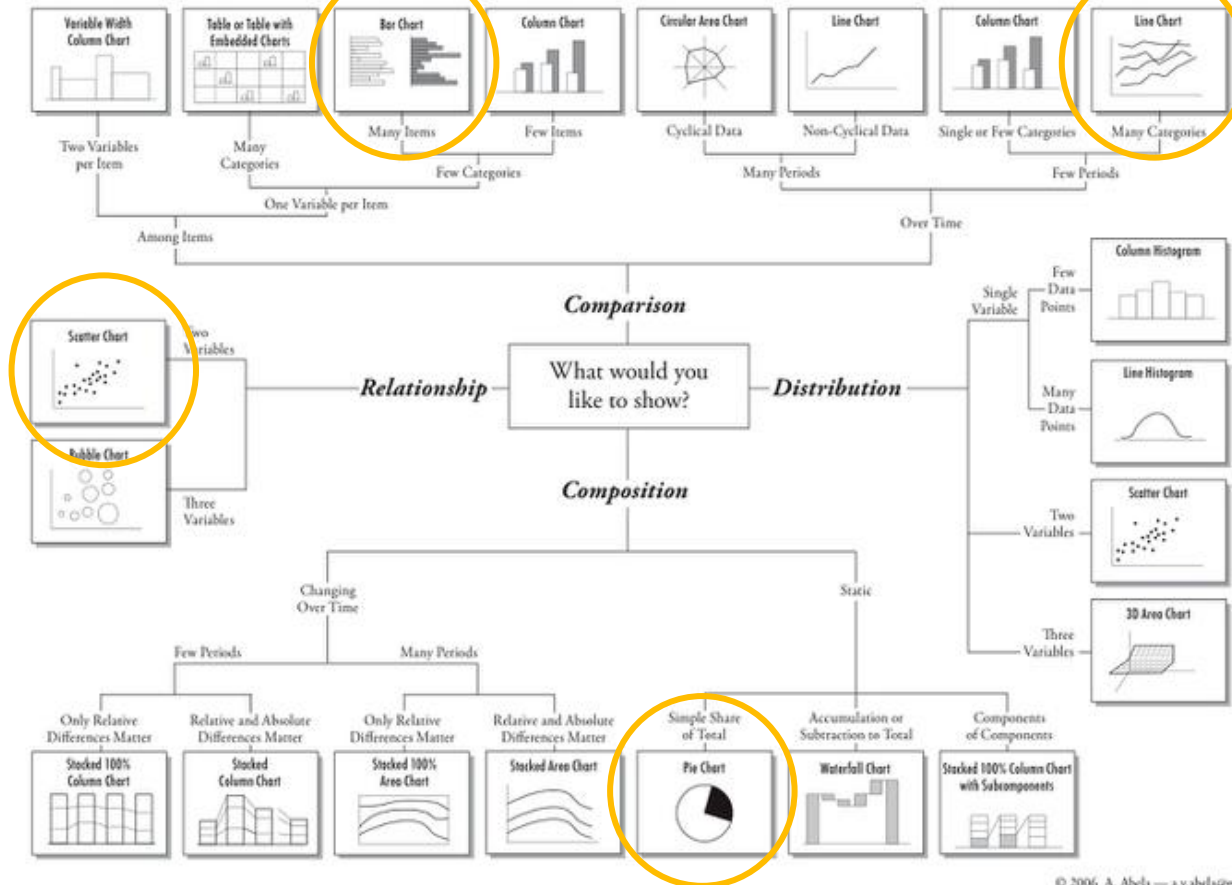 Variable Width
Column Chart
Table or Table with
Embedded Charts
Bar Chart
Column Chart
Circular Area Chart
Line Chart
Column Chart
Line Chart
Two Variables
per Item
Many
Categories
Many Items
Few Items
Cyclical Data
Non-Cyclical Data
Single or Few Categories
Many Categories
Few Categories
Many Periods
Few Periods
One Variable per Item
Over Time
Among Items
Comparison
What would you
like to show?
Relationship
Distribution
Composition
Scatter Chart
Two
Variables
Bubble Chart
Three
Variables
Single
Variable
Few
Data
Points
Column Histogram
Many
Data
Points
Line Histogram
Two
Variables
Scatter Chart
Three
Variables
3D Area Chart
Changing
Over Time
Static
Few Periods
Many Periods
Only Relative
Differences Matter
Relative and Absolute
Differences Matter
Only Relative
Differences Matter
Relative and Absolute
Differences Matter
Simple Share
of Total
Accumulation or
Subtraction to Total
Components
of Components
Stacked 100%
Column Chart
Stacked
Column Chart
Stacked 100%
Area Chart
Stacked Area Chart
Pie Chart
Waterfall Chart
Stacked 100% Column Chart
with Subcomponents
© 2006 A. Abela —